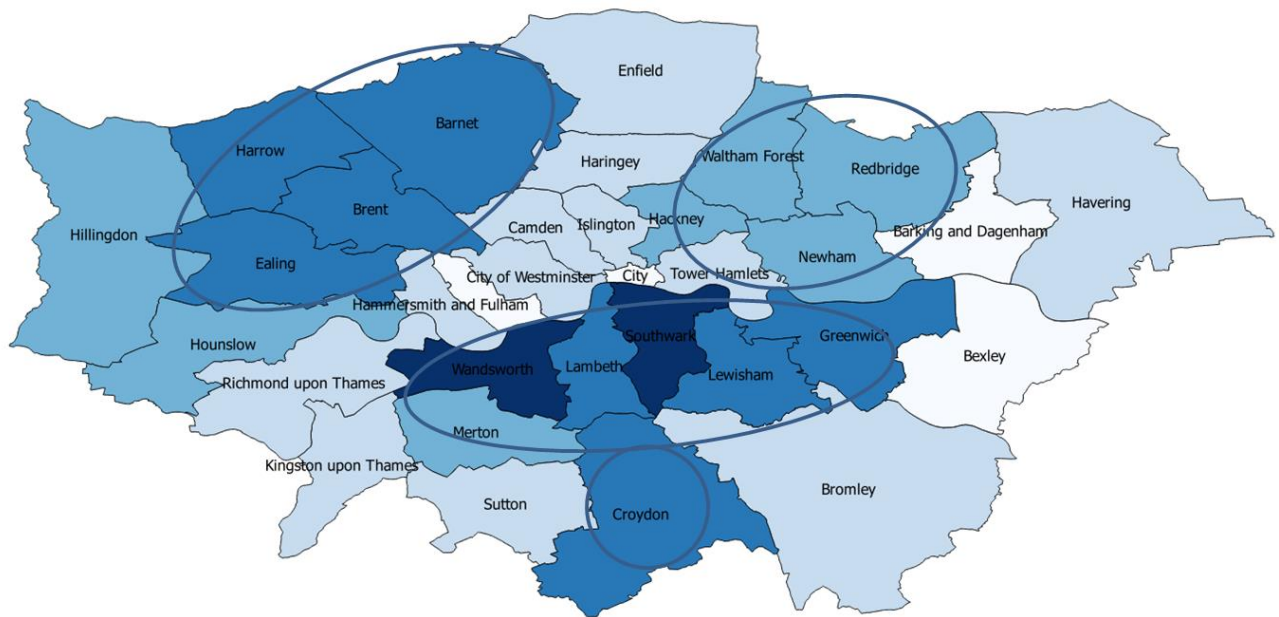 Enfield
Barnet
Harrow
Haringey
Waltham Forest
Redbridge
Havering
Brent
Hillingdon
Camden
Islington
Hackney
Barking and Dagenham
Ealing
Newham
City of Westminster
City
Tower Hamlets
Hammersmith and Fulham
Hounslow
Southwark
Greenwich
Bexley
Wandsworth
Lambeth
Lewisham
Richmond upon Thames
Merton
Kingston upon Thames
Sutton
Bromley
Croydon